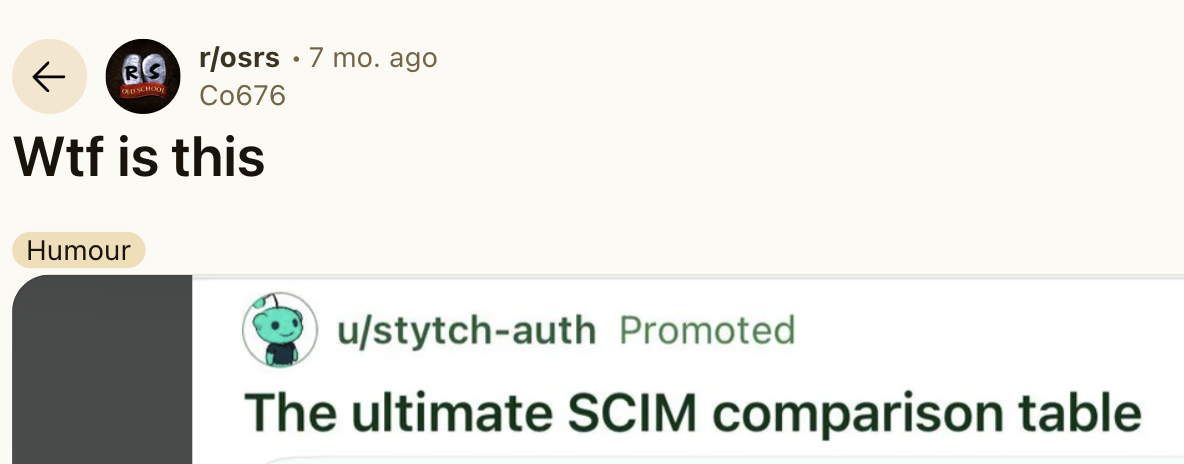 r/osrs • 7 mo. ago
Co676
R S
OLD SCHOOL
Wtf is this
Humour
u/stytch-auth Promoted
The ultimate SCIM comparison table